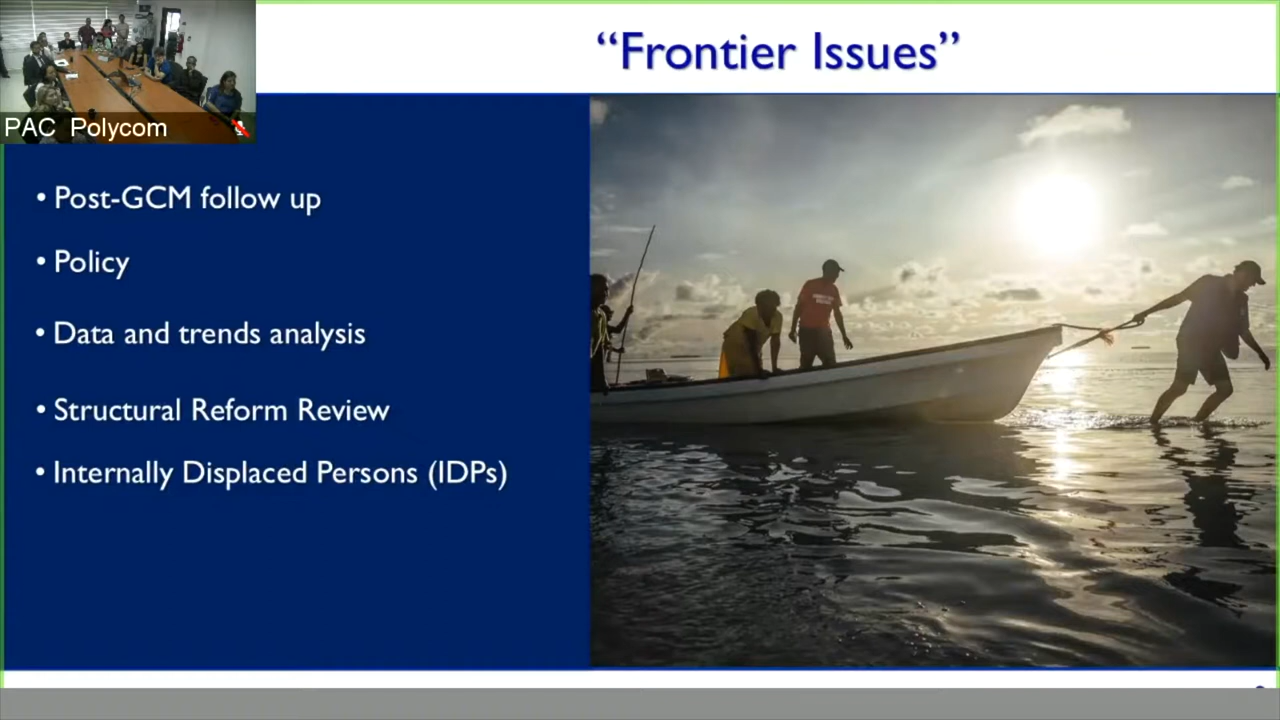 “Frontier Issues”
PAC Polycom
• Post-GCM follow up
• Policy
• Data and trends analysis
• Structural Reform Review
• Internally Displaced Persons (IDPs)